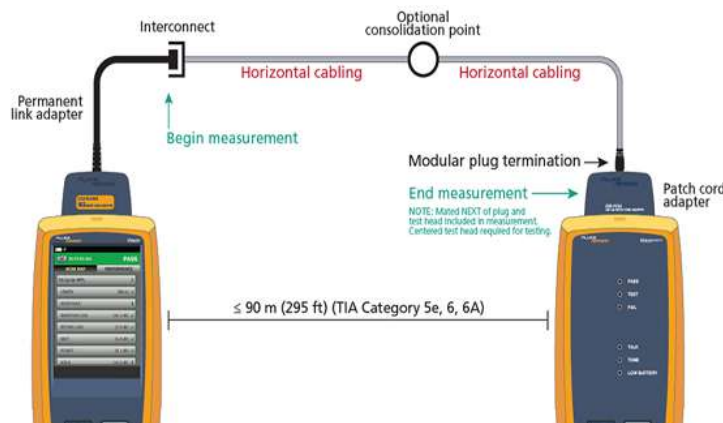 Optional
consolidation point
Interconnect
Horizontal cabling
Horizontal cabling
Permanent
link adapter
Begin measurement
Modular plug termination
End measurement
NOTE: Mated NEXT of plug and
test head included in measurement.
Centered test head required for testing.
Patch cord
adapter
PASS
≤ 90 m (295 ft) (TIA Category 5e, 6, 6A)
PASS
TEST
FAIL
TALK
TONE
LOW BATTERY